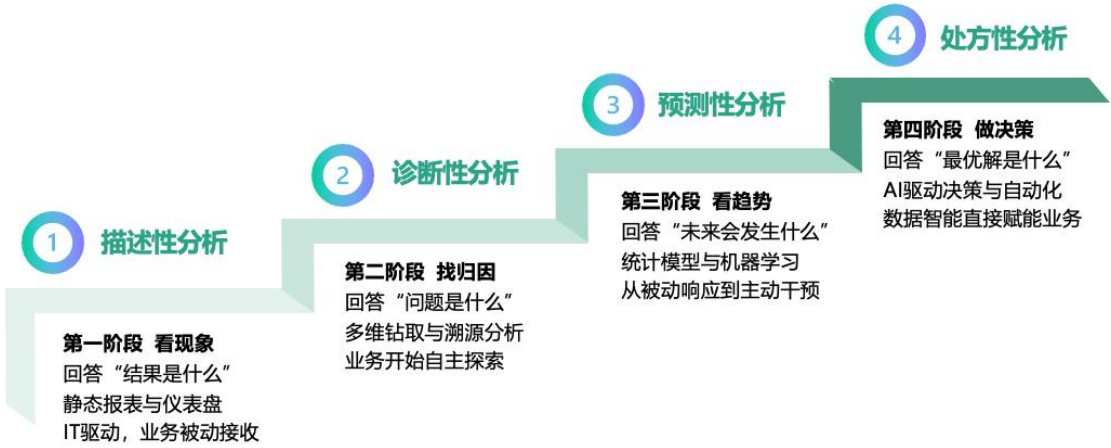 1
描述性分析
第一阶段 看现象
回答“结果是什么”
静态报表与仪表盘
IT驱动，业务被动接收
2
诊断性分析
第二阶段 找归因
回答“问题是什么”
多维钻取与溯源分析
业务开始自主探索
3
预测性分析
第三阶段 看趋势
回答“未来会发生什么”
统计模型与机器学习
从被动响应到主动干预
4
处方性分析
第四阶段 做决策
回答“最优解是什么”
AI驱动决策与自动化
数据智能直接赋能业务